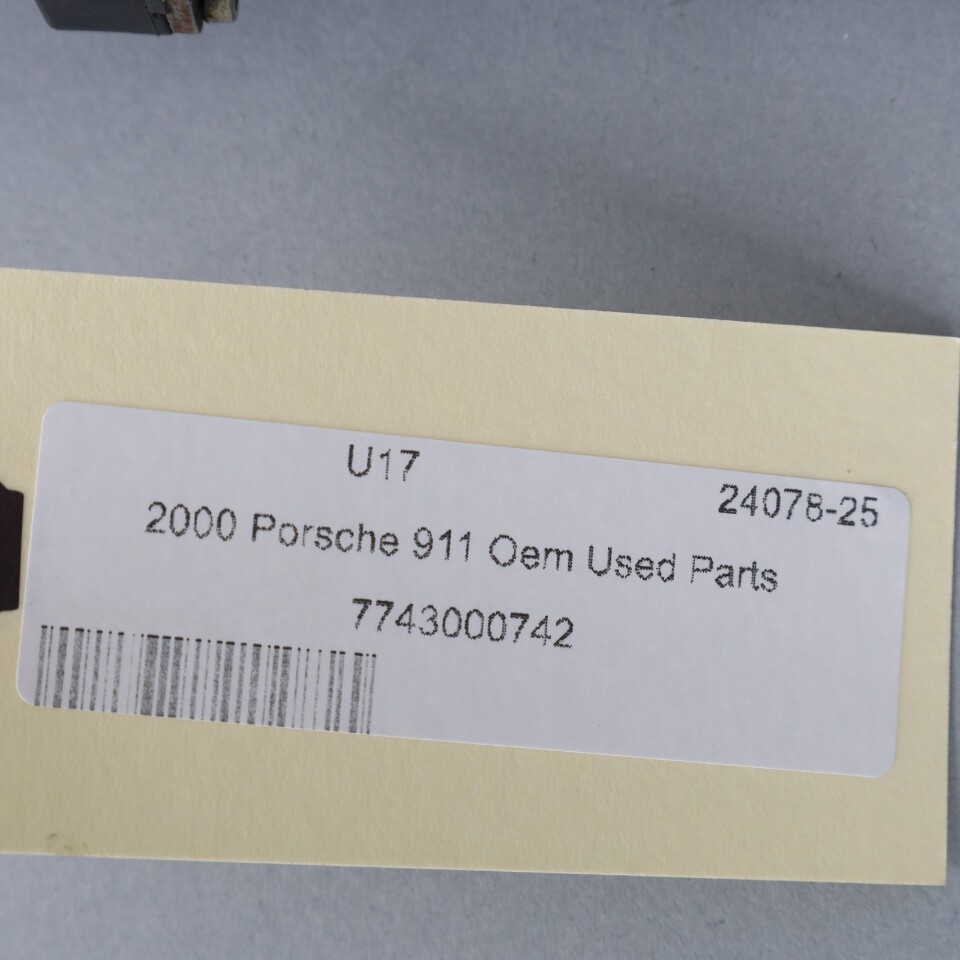 U17
24078-25
2000 Porsche 911 Oem Used Parts
7743000742